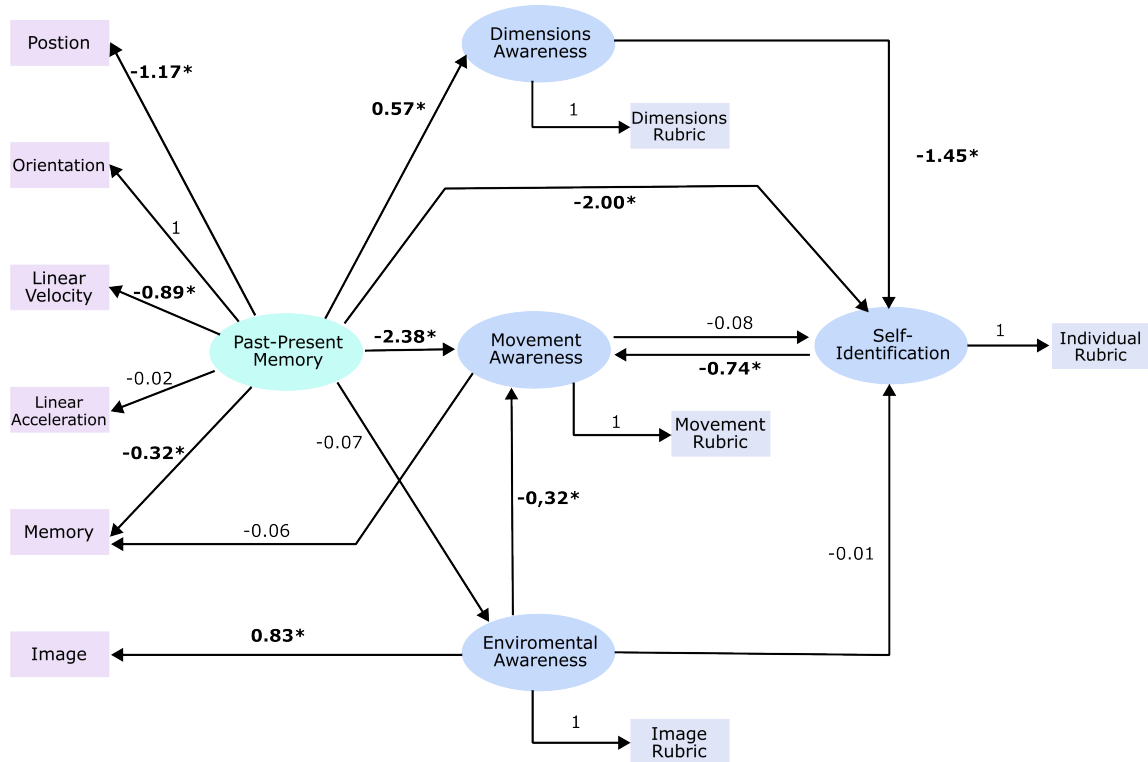 Postion
-1.17*
Orientation
1
Linear
Velocity
-0.89*
Past-Present
Memory
-0.02
Linear
Acceleration
-0.32*
Memory
-0.06
Image
0.83*
Dimensions
Awareness
0.57*
1
Dimensions
Rubric
-1.45*
-2.00*
-2.38*
Movement
Awareness
-0.08
-0.74*
Self-
Identification
1
Individual
Rubric
1
Movement
Rubric
-0.07
-0,32*
-0.01
Enviromental
Awareness
1
Image
Rubric